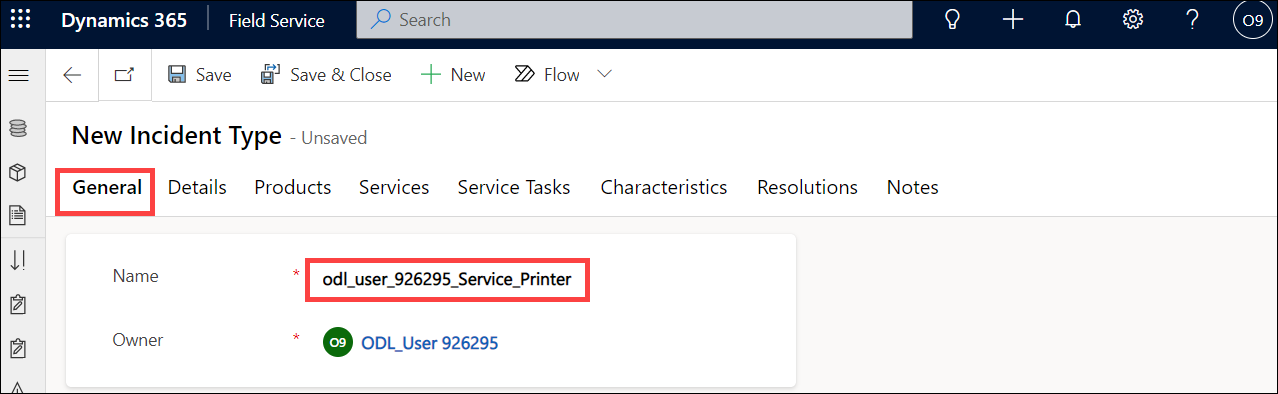 Dynamics 365 Field Service Search ? O9
Save Save & Close New Flow
New Incident Type - Unsaved
General Details Products Services Service Tasks Characteristics Resolutions Notes
Name * odl_user_926295_Service_Printer
Owner * O9 ODL_User 926295